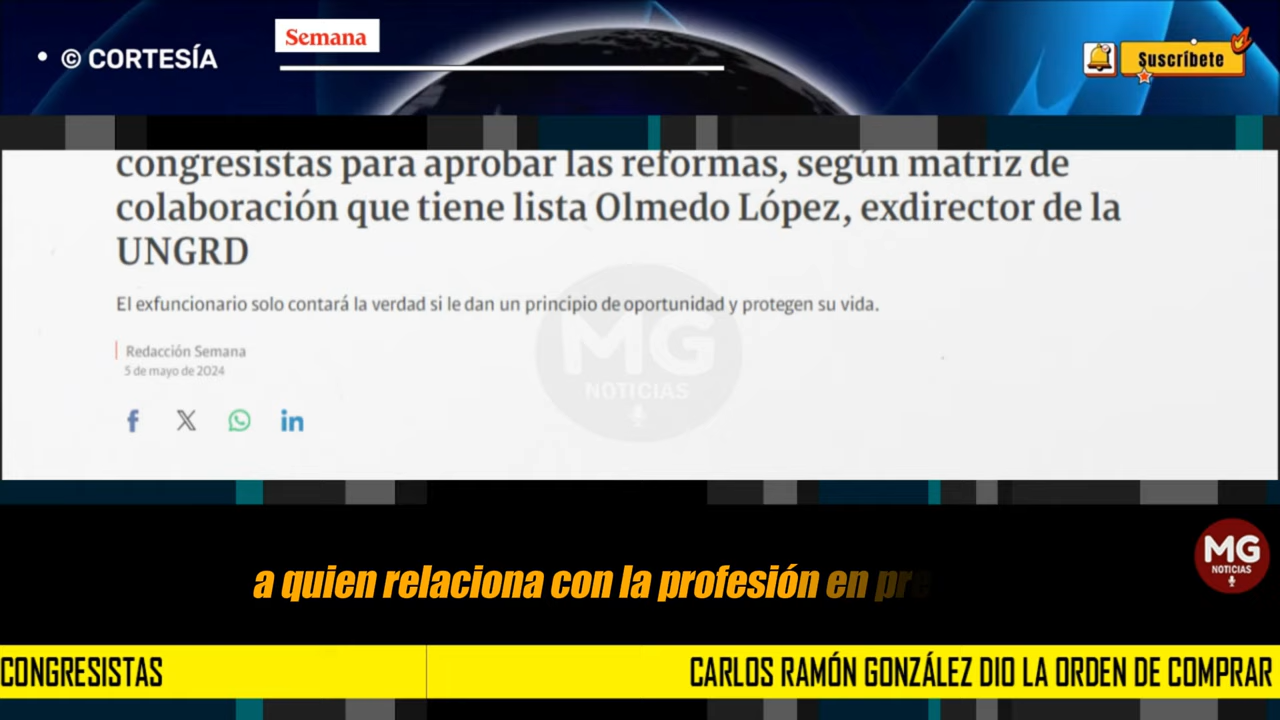 © CORTESÍA
Semana
Suscríbete
congresistas para aprobar las reformas, según matriz de
colaboración que tiene lista Olmedo López, exdirector de la
UNGRD
El exfuncionario solo contará la verdad si le dan un principio de oportunidad y protegen su vida.
Redacción Semana
5 de mayo de 2024
MG
NOTICIAS
a quien relaciona con la profesión en pre
MG
NOTICIAS
CONGRESISTAS
CARLOS RAMÓN GONZÁLEZ DIO LA ORDEN DE COMPRAR